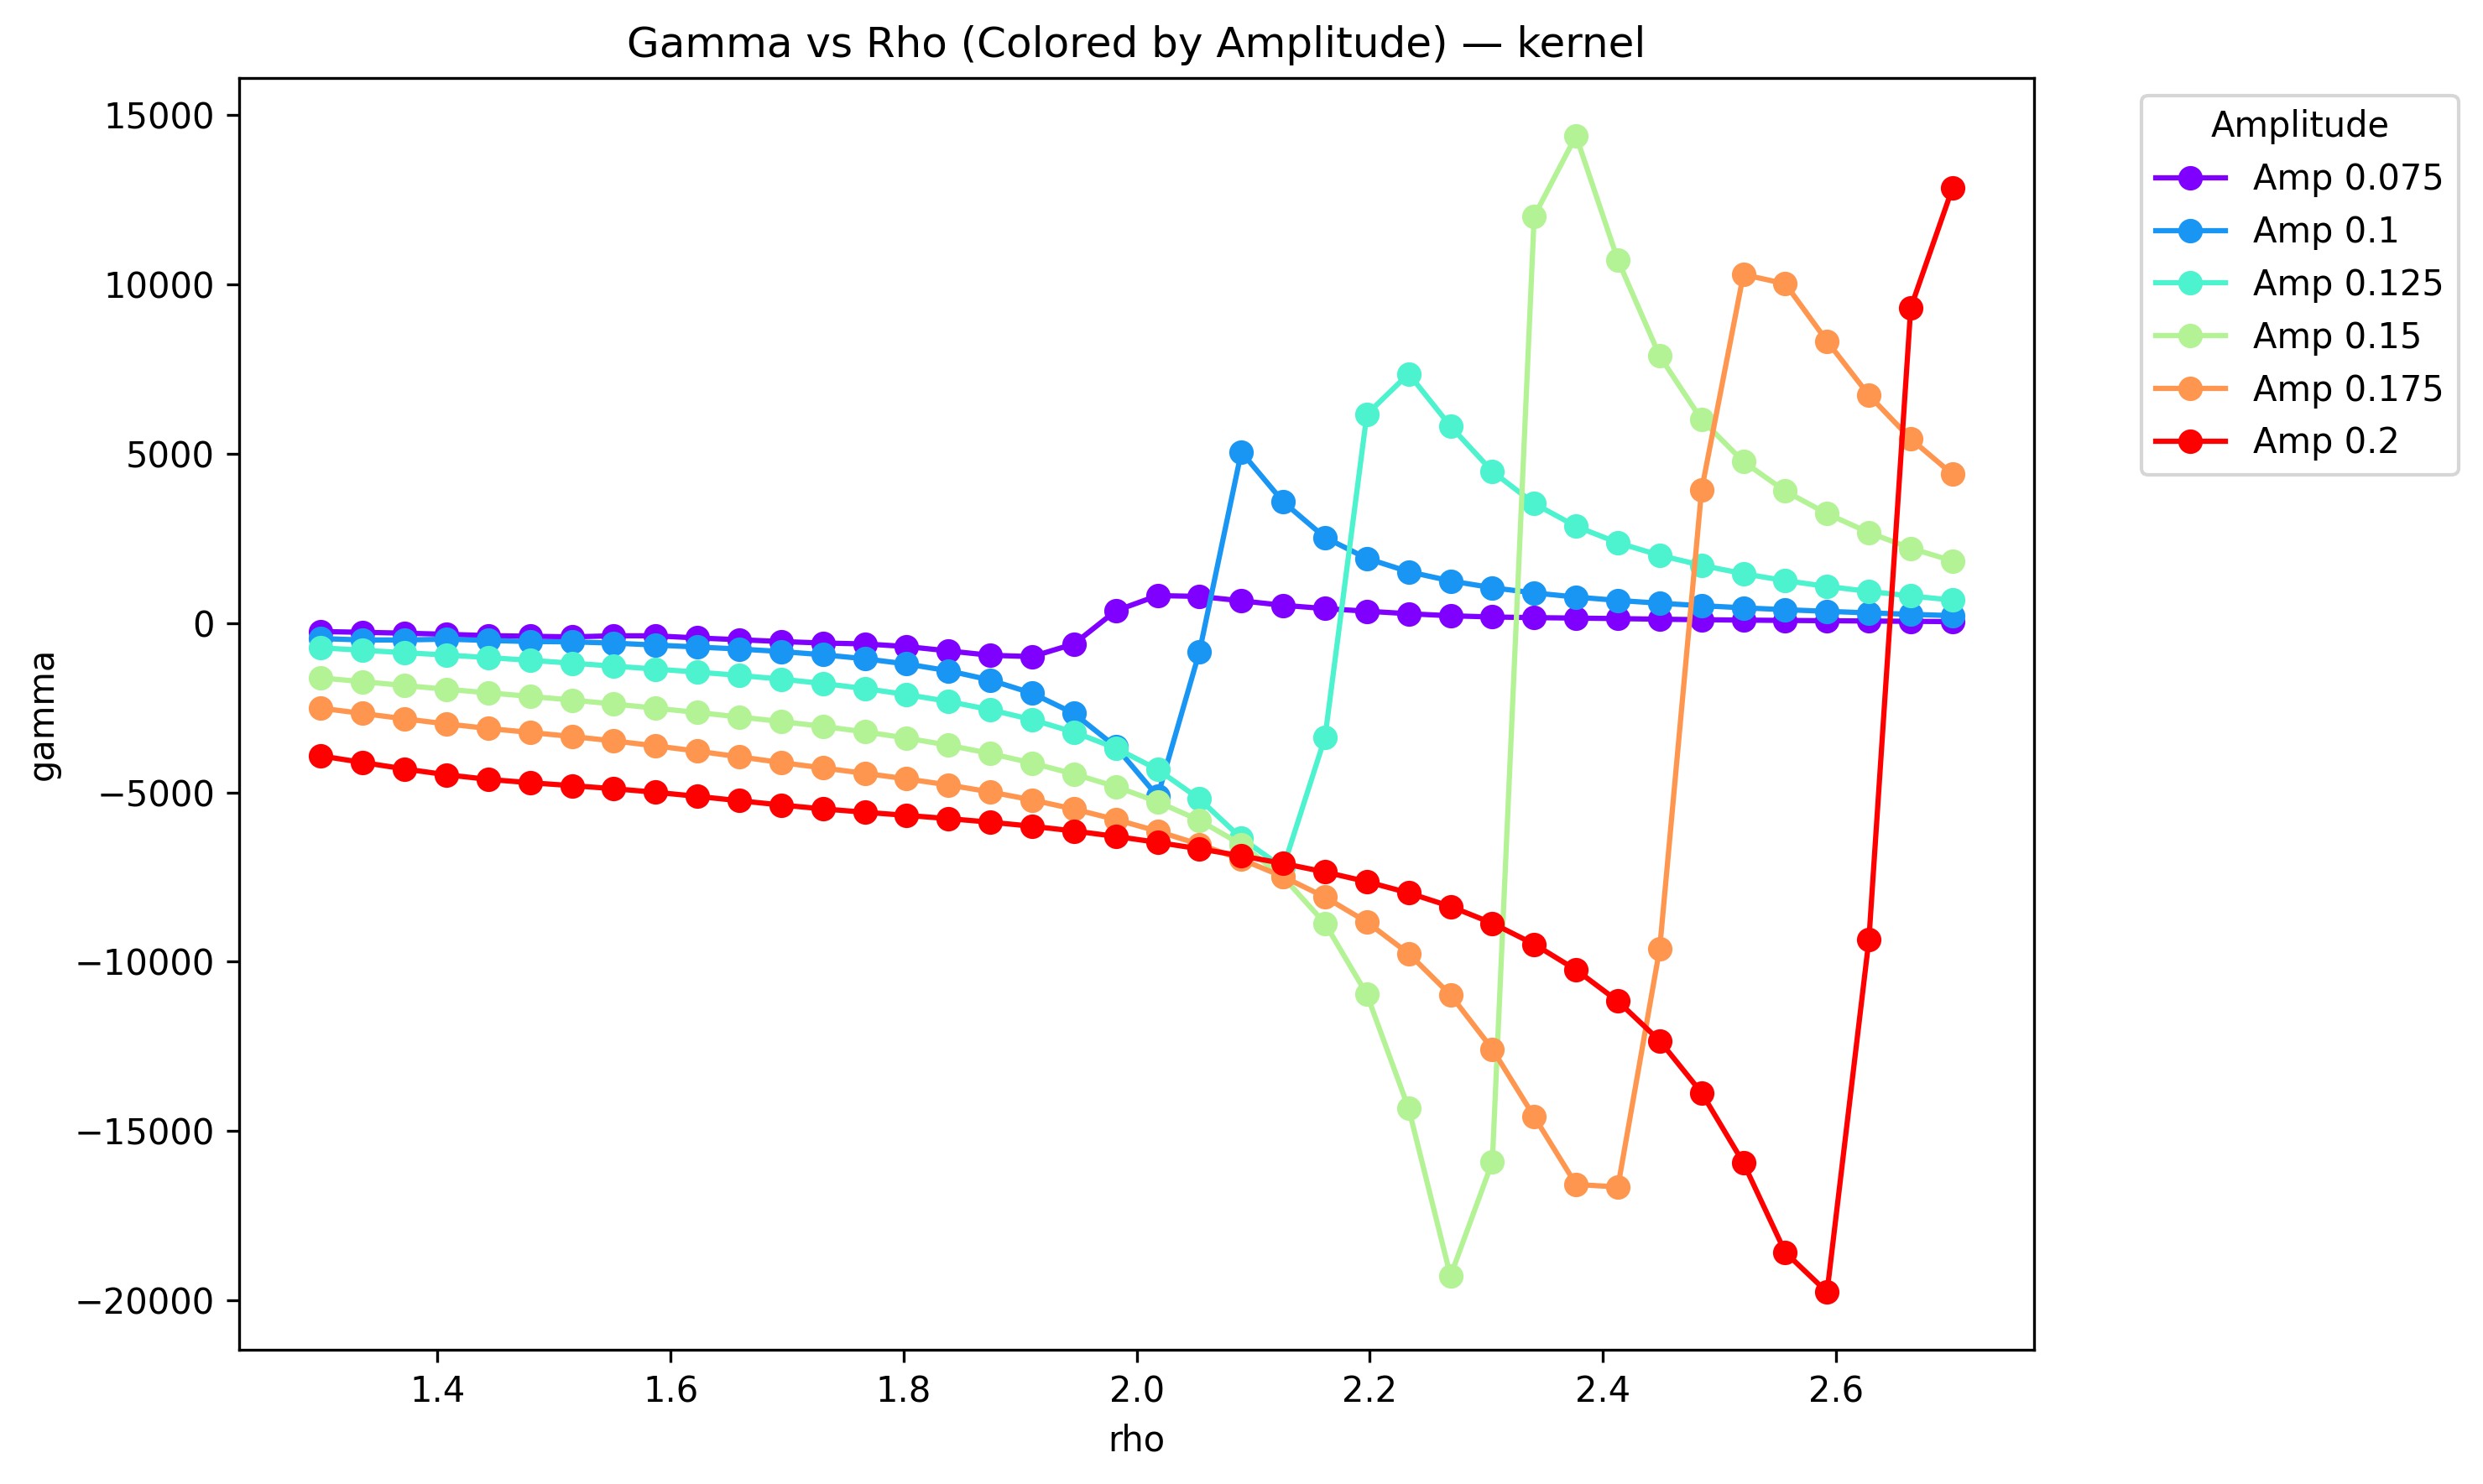 Gamma vs Rho (Colored by Amplitude) — kernel
15000
10000
5000
0
−5000
−10000
−15000
−20000
gamma
1.4
1.6
1.8
2.0
2.2
2.4
2.6
rho
Amplitude
Amp 0.075
Amp 0.1
Amp 0.125
Amp 0.15
Amp 0.175
Amp 0.2